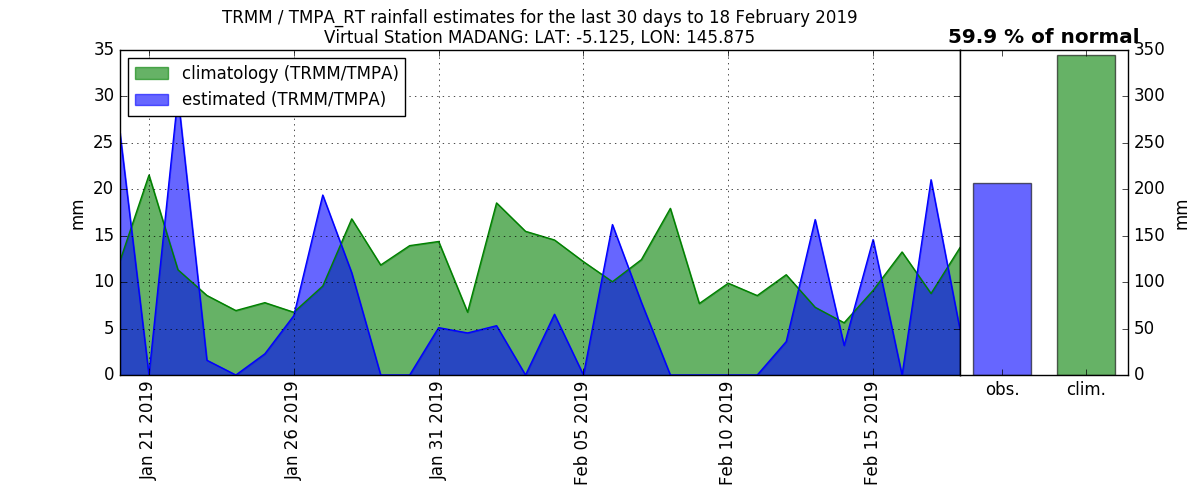 TRMM / TMPA_RT rainfall estimates for the last 30 days to 18 February 2019
Virtual Station MADANG: LAT: -5.125, LON: 145.875
59.9 % of normal
climatology (TRMM/TMPA)
estimated (TRMM/TMPA)
35
30
25
20
15
10
5
0
mm
Jan 21 2019
Jan 26 2019
Jan 31 2019
Feb 05 2019
Feb 10 2019
Feb 15 2019
obs.
clim.
350
300
250
200
150
100
50
0
mm